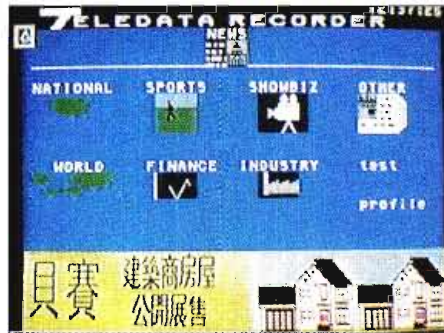 TELEDATA RECORDER
NEWS
NATIONAL SPORTS SHOWBIZ OTHER
WORLD FINANCE INDUSTRY test
profile
貝賽
建築商房屋
公開展售